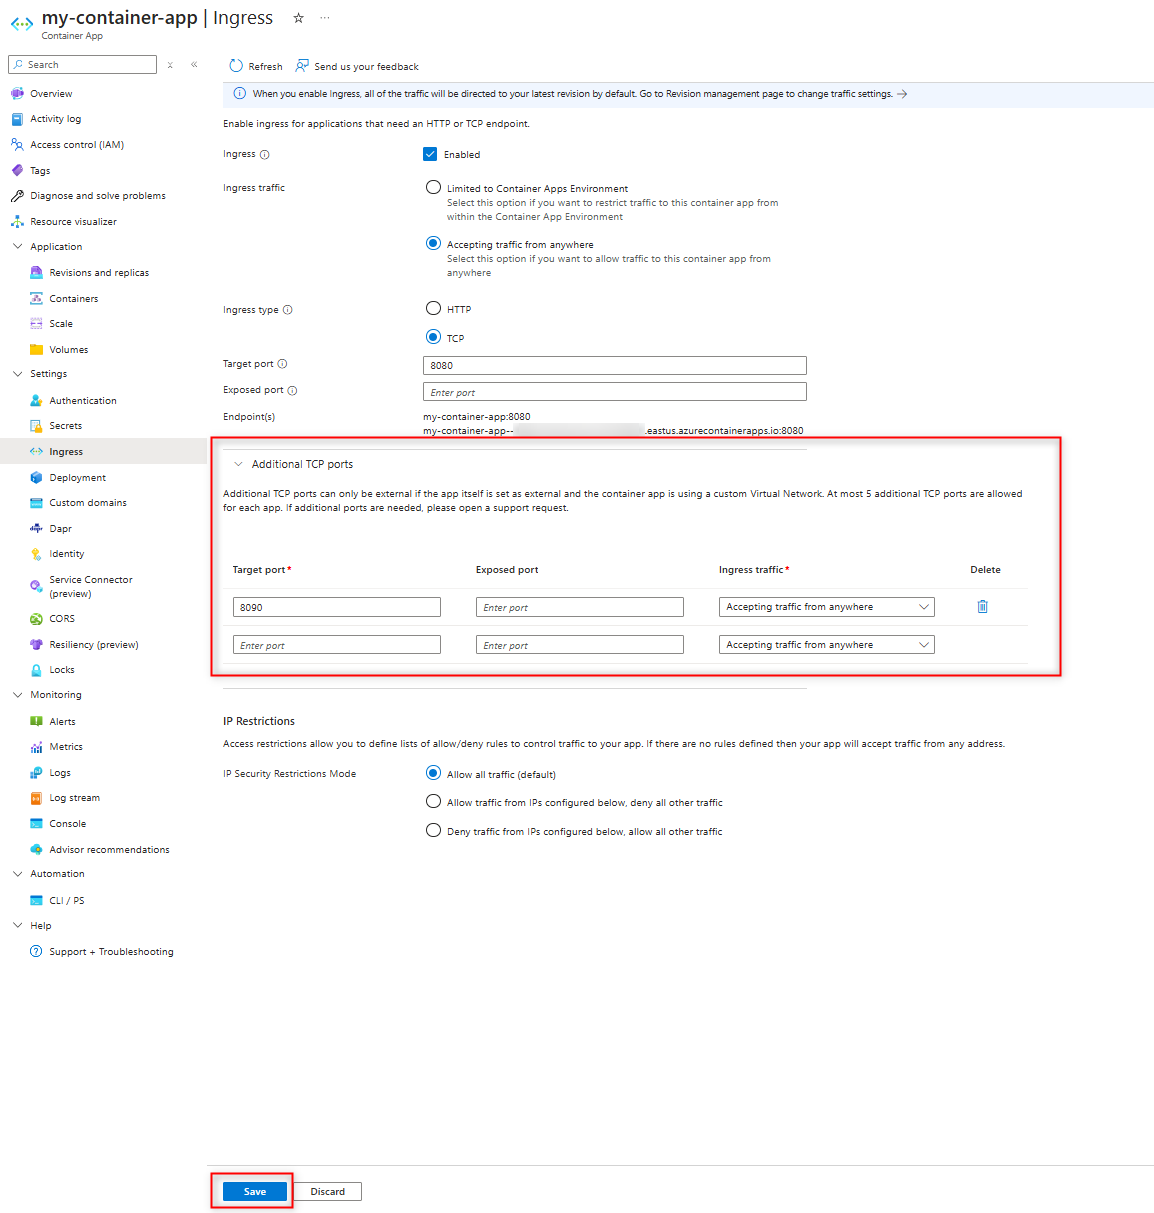 my-container-app | Ingress
Container App
Search
Overview
Activity log
Access control (IAM)
Tags
Diagnose and solve problems
Resource visualizer
Application
Revisions and replicas
Containers
Scale
Volumes
Settings
Authentication
Secrets
Ingress
Deployment
Custom domains
Dapr
Identity
Service Connector
(preview)
CORS
Resiliency (preview)
Locks
Monitoring
Alerts
Metrics
Logs
Log stream
Console
Advisor recommendations
Automation
CLI / PS
Help
Support + Troubleshooting
Refresh
Send us your feedback
When you enable Ingress, all of the traffic will be directed to your latest revision by default. Go to Revision management page to change traffic settings.
Enable ingress for applications that need an HTTP or TCP endpoint.
Ingress
Enabled
Ingress traffic
Limited to Container Apps Environment
Select this option if you want to restrict traffic to this container app from
within the Container App Environment
Accepting traffic from anywhere
Select this option if you want to allow traffic to this container app from
anywhere
Ingress type
HTTP
TCP
Target port
8080
Exposed port
Enter port
Endpoint(s)
my-container-app:8080
my-container-app-- .eastus.azurecontainerapps.io:8080
Additional TCP ports
Additional TCP ports can only be external if the app itself is set as external and the container app is using a custom Virtual Network. At most 5 additional TCP ports are allowed
for each app. If additional ports are needed, please open a support request.
Target port* Exposed port Ingress traffic* Delete
8090 Enter port Accepting traffic from anywhere
Enter port Enter port Accepting traffic from anywhere
IP Restrictions
Access restrictions allow you to define lists of allow/deny rules to control traffic to your app. If there are no rules defined then your app will accept traffic from any address.
IP Security Restrictions Mode
Allow all traffic (default)
Allow traffic from IPs configured below, deny all other traffic
Deny traffic from IPs configured below, allow all other traffic
Save
Discard